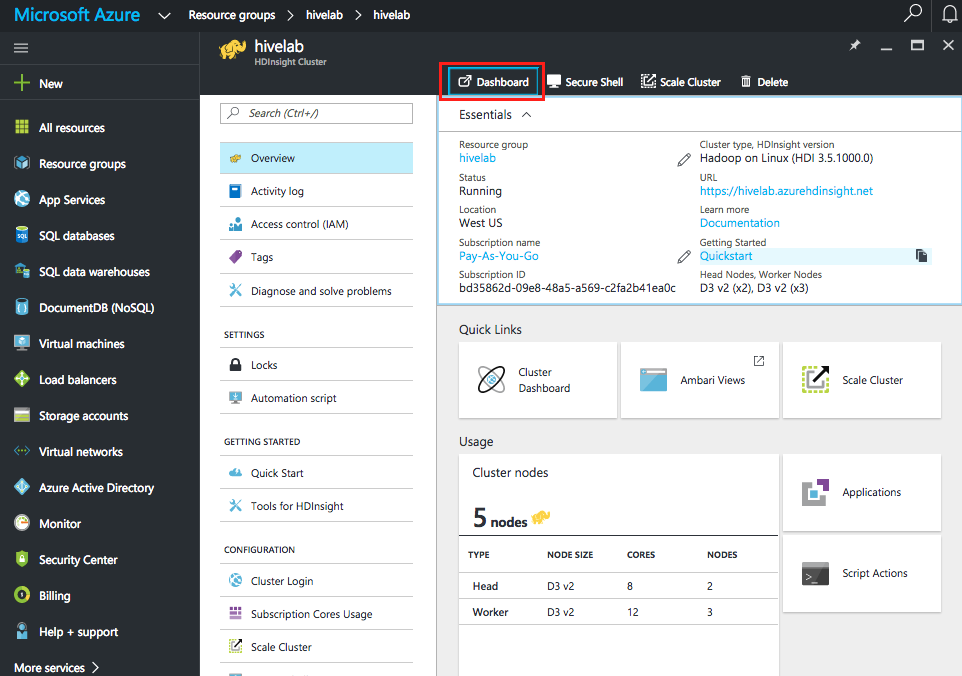 Microsoft Azure
Resource groups > hivelab > hivelab
New
All resources
Resource groups
App Services
SQL databases
SQL data warehouses
DocumentDB (NoSQL)
Virtual machines
Load balancers
Storage accounts
Virtual networks
Azure Active Directory
Monitor
Security Center
Billing
Help + support
More services >
hivelab
HDInsight Cluster
Search (Ctrl+/)
Overview
Activity log
Access control (IAM)
Tags
Diagnose and solve problems
SETTINGS
Locks
Automation script
GETTING STARTED
Quick Start
Tools for HDInsight
CONFIGURATION
Cluster Login
Subscription Cores Usage
Scale Cluster
Dashboard Secure Shell Scale Cluster Delete
Essentials
Resource group
hivelab
Status
Running
Location
West US
Subscription name
Pay-As-You-Go
Subscription ID
bd35862d-09e8-48a5-a569-c2fa2b41ea0c
Cluster type, HDInsight version
Hadoop on Linux (HDI 3.5.1000.0)
URL
https://hivelab.azurehdinsight.net
Learn more
Documentation
Getting Started
Quickstart
Head Nodes, Worker Nodes
D3 v2 (x2), D3 v2 (x3)
Quick Links
Cluster
Dashboard
Ambari Views
Scale Cluster
Usage
Cluster nodes
5 nodes
TYPE NODE SIZE CORES NODES
Head D3 v2 8 2
Worker D3 v2 12 3
Applications
Script Actions